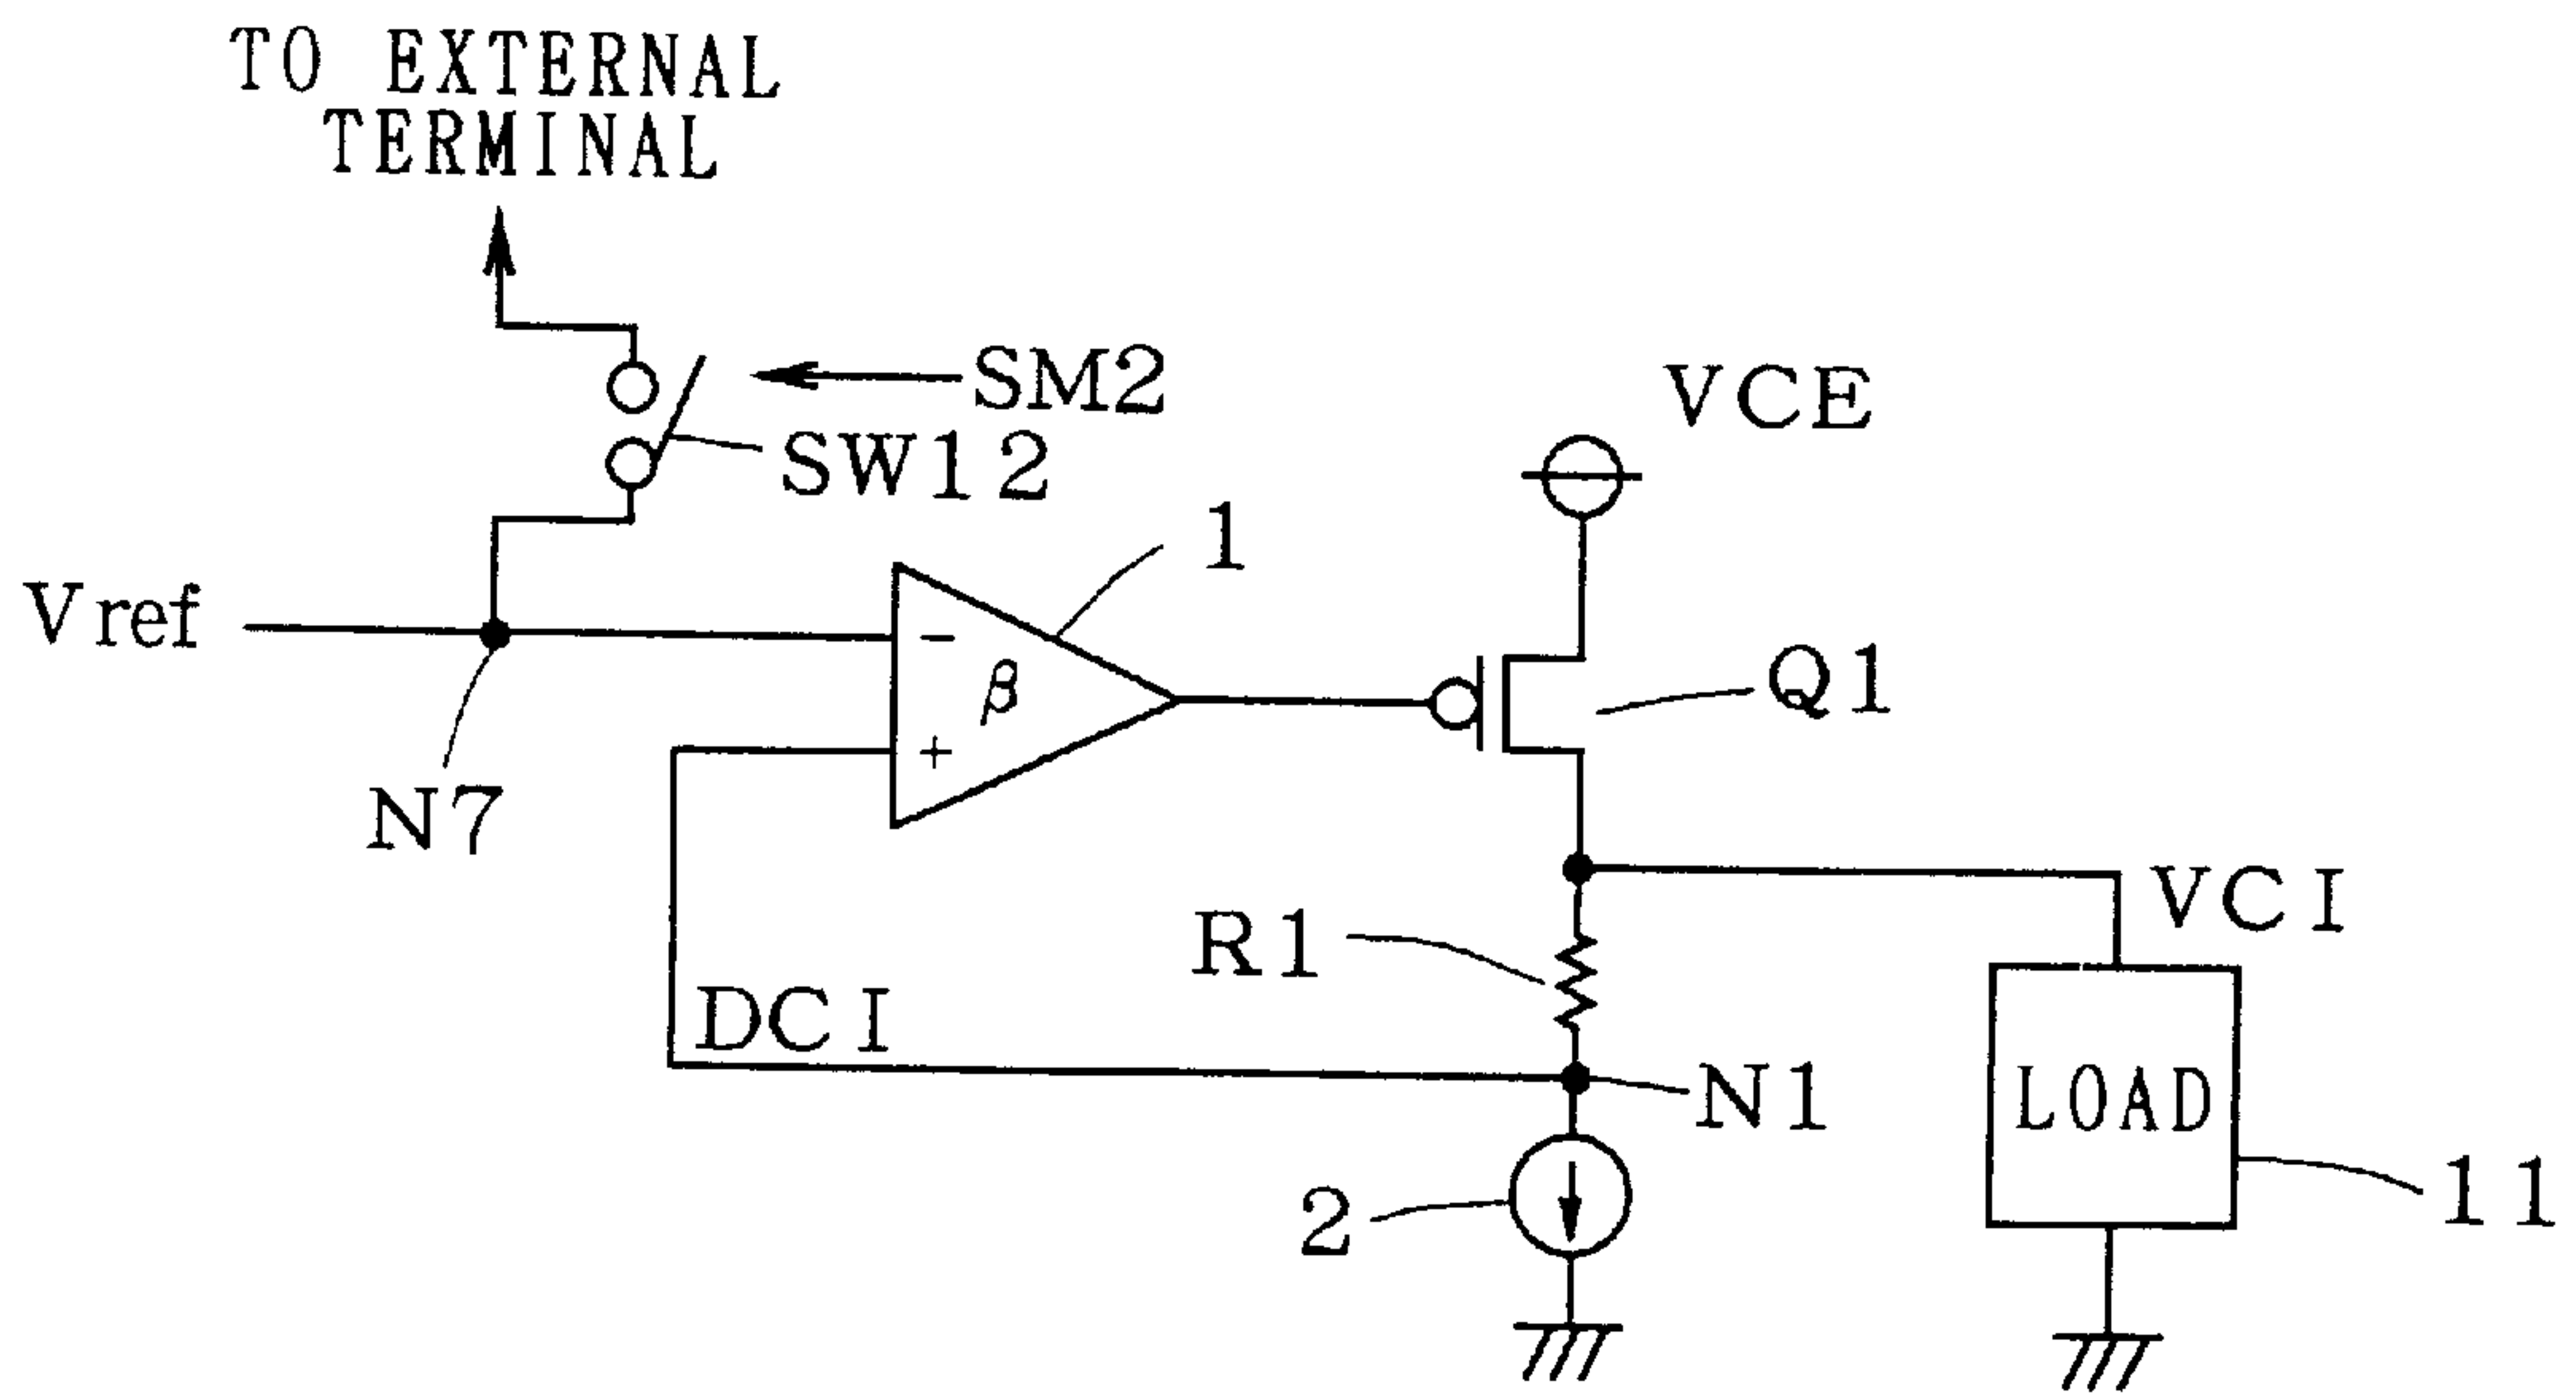 TO EXTERNAL
TERMINAL
SM2
SW12
VCE
1
Vref
−
β
+
Q1
N7
VCI
R1
DCI
N1
LOAD
2
11